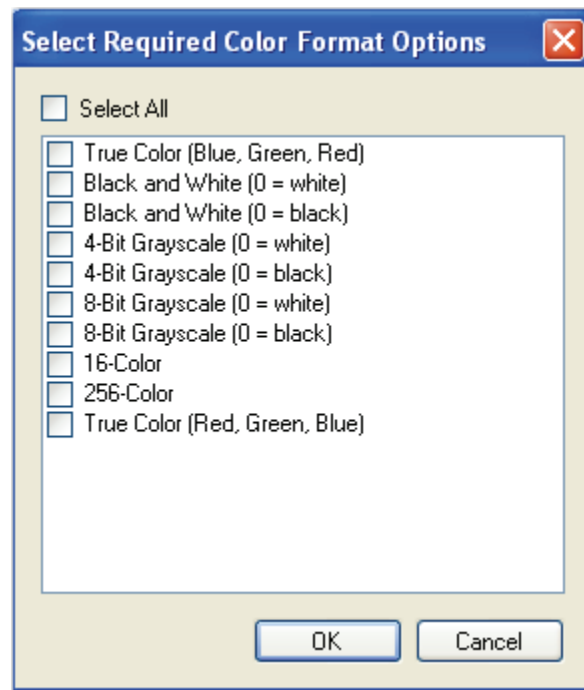 Select Required Color Format Options
Select All
True Color (Blue, Green, Red)
Black and White (0 = white)
Black and White (0 = black)
4-Bit Grayscale (0 = white)
4-Bit Grayscale (0 = black)
8-Bit Grayscale (0 = white)
8-Bit Grayscale (0 = black)
16-Color
256-Color
True Color (Red, Green, Blue)
OK Cancel